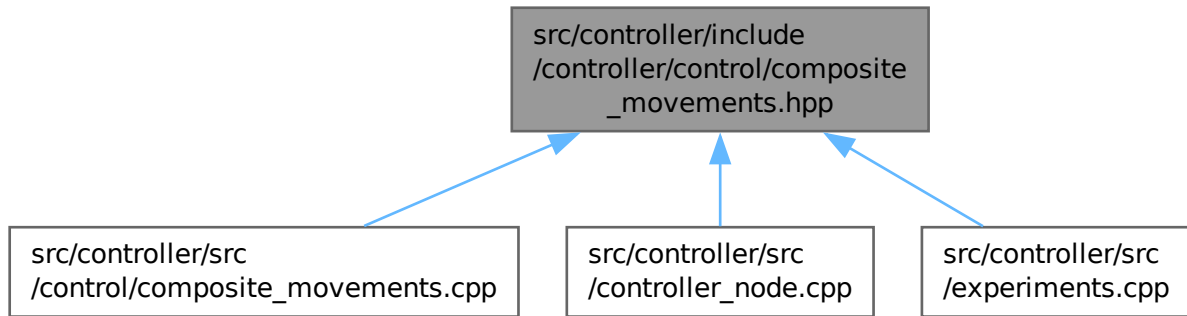 src/controller/include
/controller/control/composite
_movements.hpp
src/controller/src
/control/composite_movements.cpp
src/controller/src
/controller_node.cpp
src/controller/src
/experiments.cpp